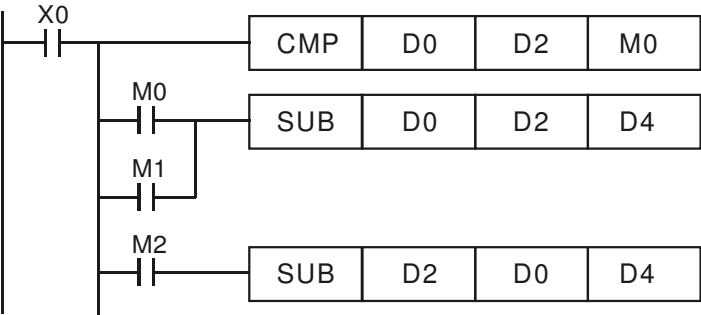 X0
CMP D0 D2 M0
M0
SUB D0 D2 D4
M1
M2
SUB D2 D0 D4